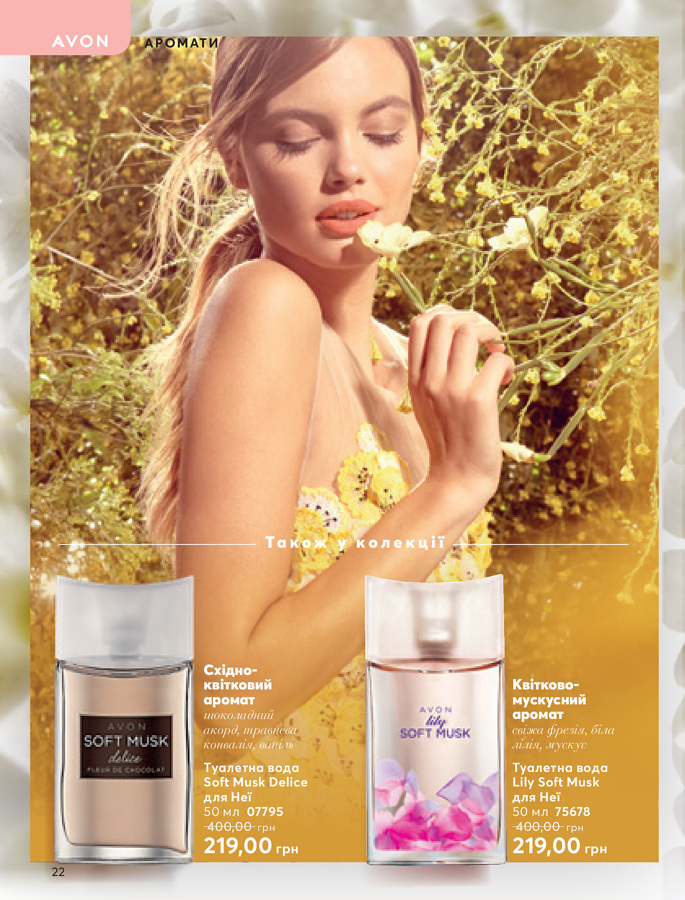 AVON
АРОМАТИ
Також у колекції
AVON
SOFT MUSK
delice
FLEUR DE CHOCOLAT
Східно-
квітковий
аромат
шоколадний
акорд, травнева
конвалія, ваніль
Туалетна вода
Soft Musk Delice
для Неї
50 мл 07795
400,00 грн
219,00 грн
AVON
lily
SOFT MUSK
Квітково-
мускусний
аромат
свіжа фрезія, біла
лілія, мускус
Туалетна вода
Lily Soft Musk
для Неї
50 мл 75678
400,00 грн
219,00 грн
22